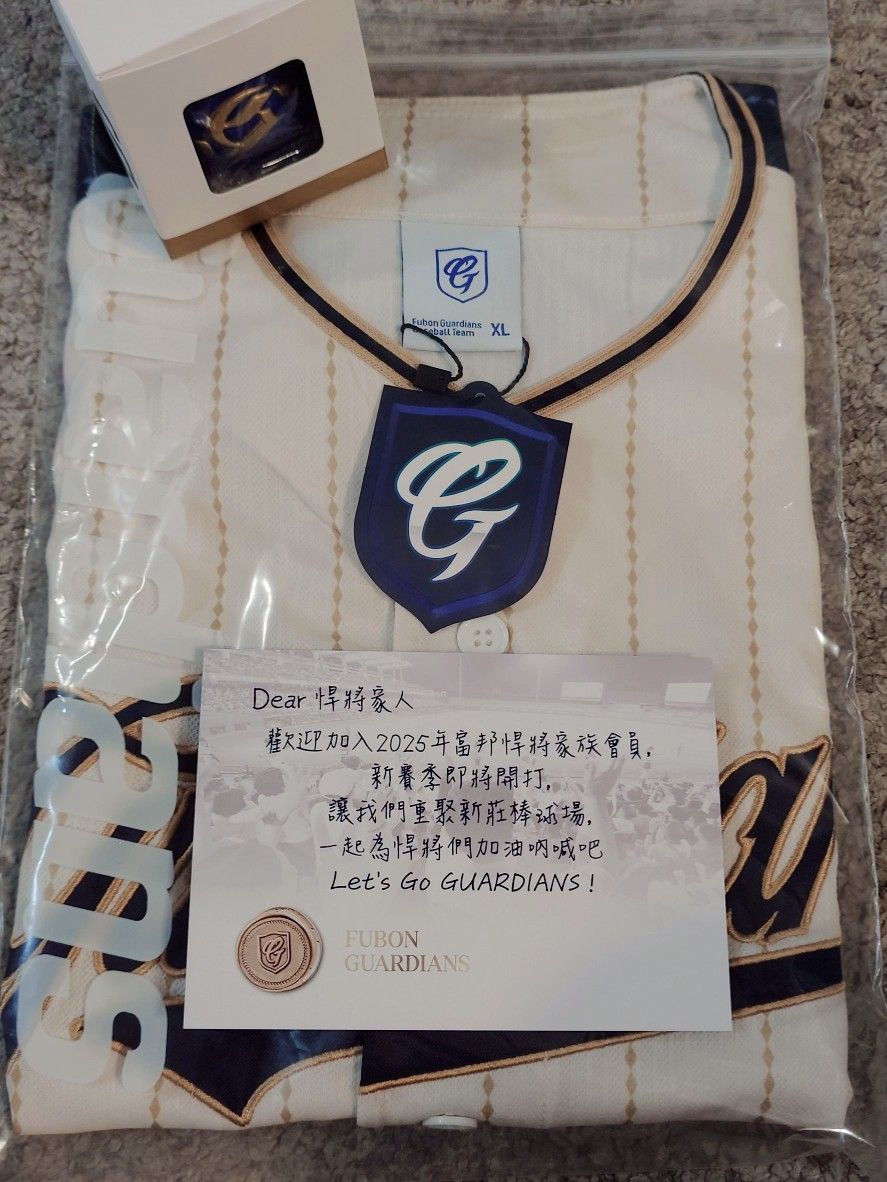 G
G
Fubon Guardians
Baseball Team XL
G
Dear 悍將家人
歡迎加入2025年富邦悍將家族會員,
新賽季即將開打,
讓我們重聚新莊棒球場,
一起為悍將們加油吶喊吧
Let's Go GUARDIANS!
G
FUBON
GUARDIANS